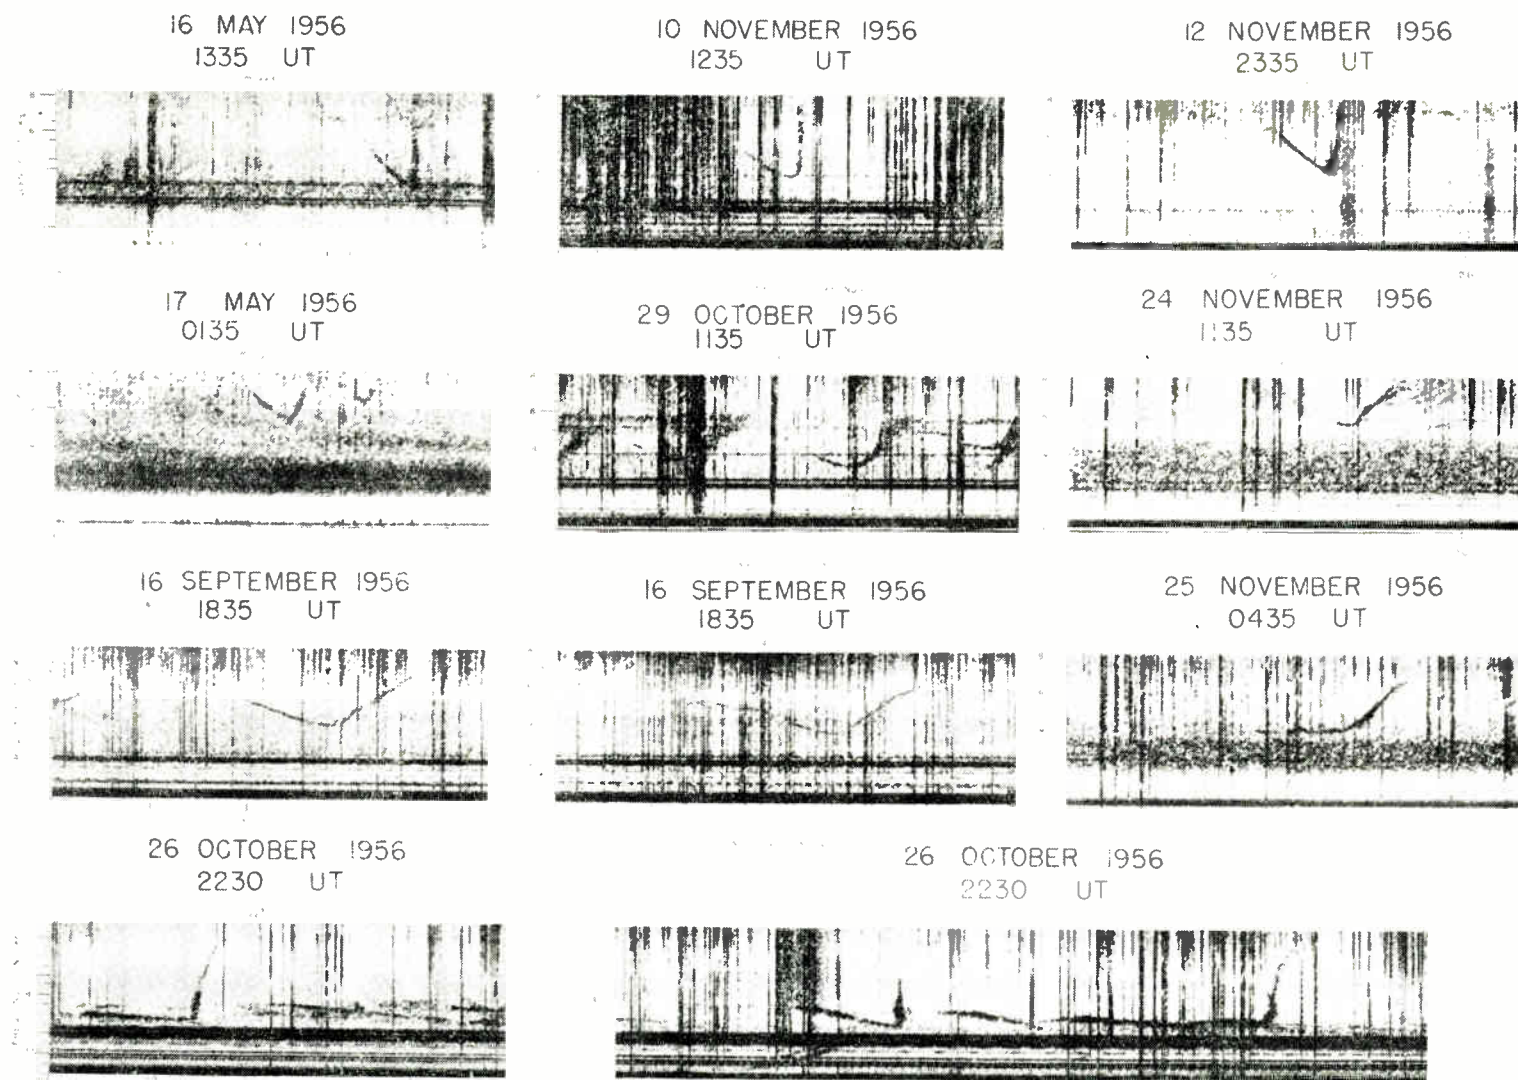 16 MAY 1956
1335 UT
10 NOVEMBER 1956
1235 UT
12 NOVEMBER 1956
2335 UT
17 MAY 1956
0135 UT
29 OCTOBER 1956
1135 UT
24 NOVEMBER 1956
1135 UT
16 SEPTEMBER 1956
1835 UT
16 SEPTEMBER 1956
1835 UT
25 NOVEMBER 1956
0435 UT
26 OCTOBER 1956
2230 UT
26 OCTOBER 1956
2230 UT